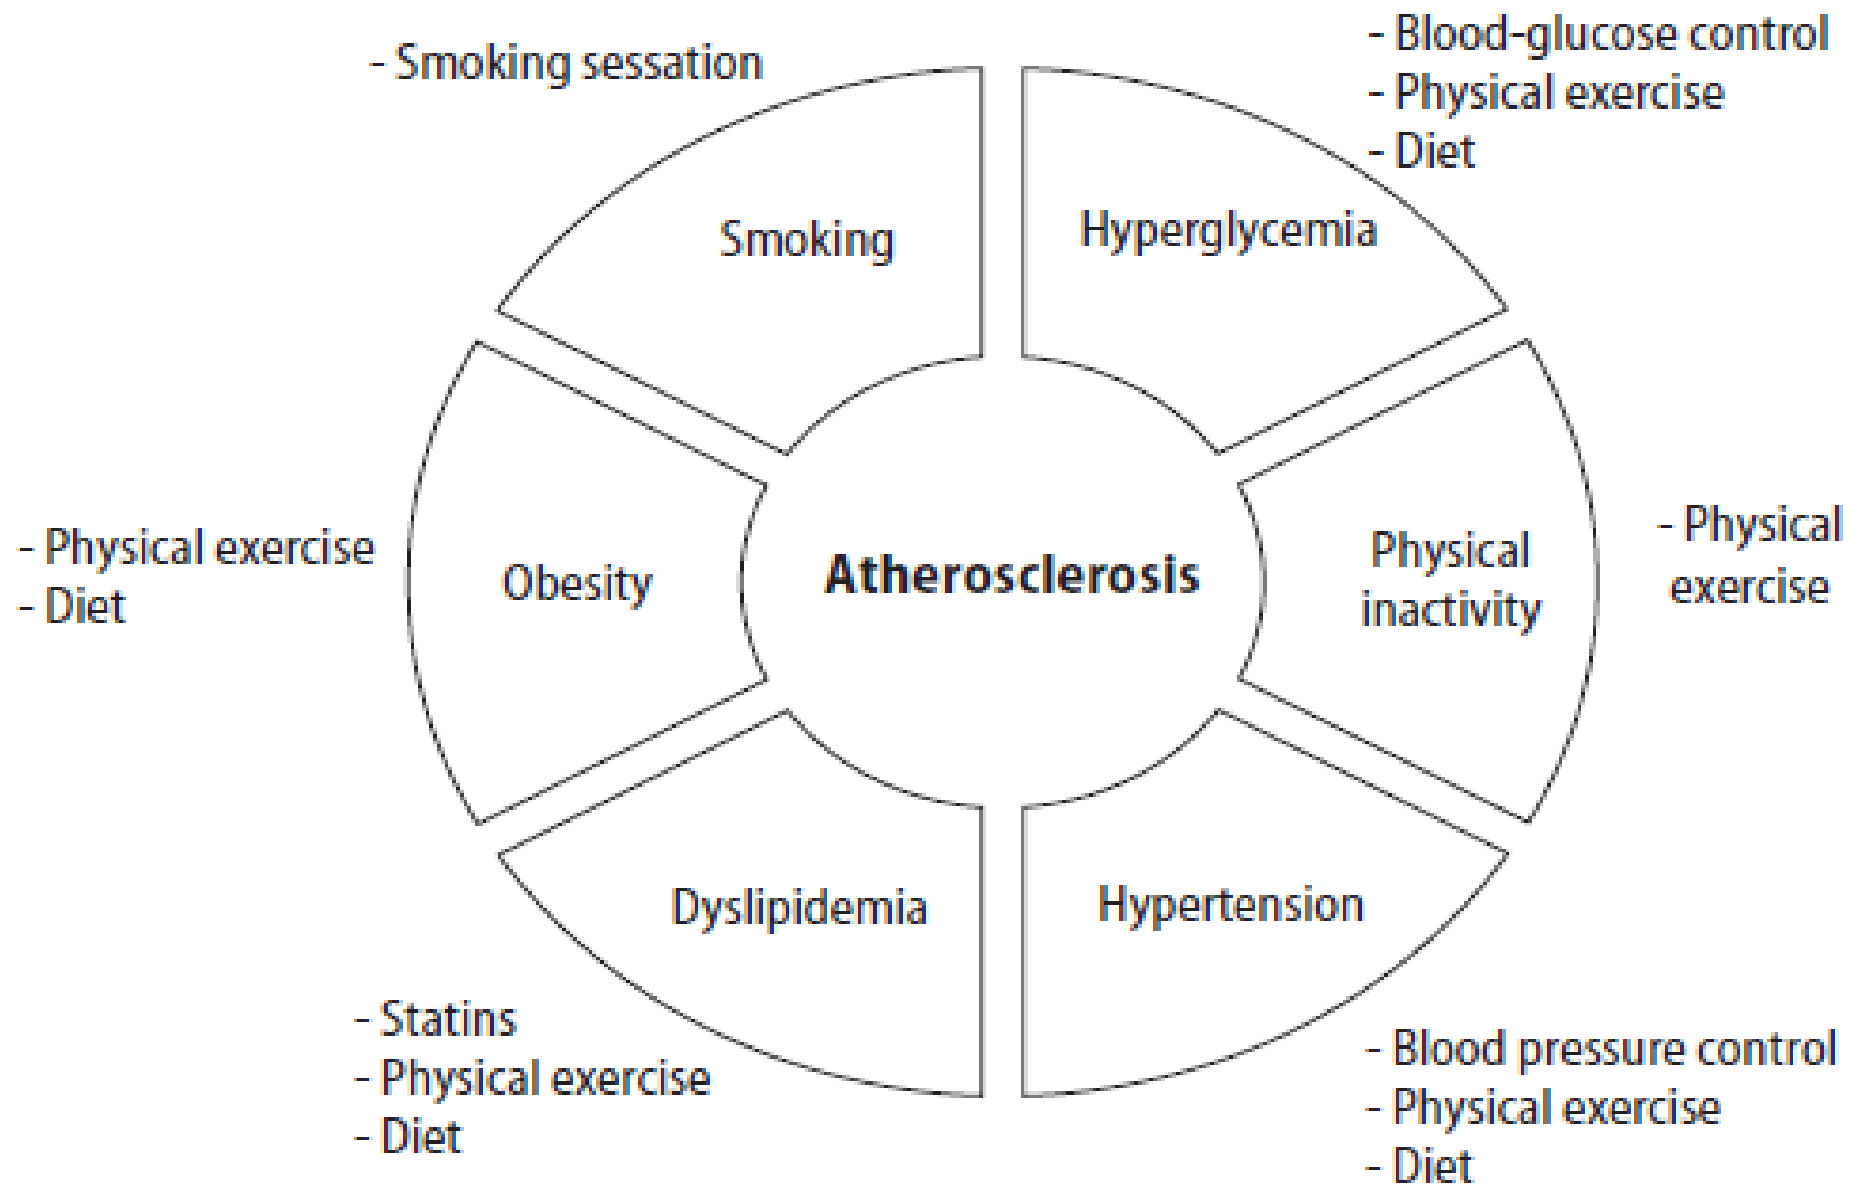 - Smoking sessation
- Blood-glucose control
- Physical exercise
- Diet
Smoking
Hyperglycemia
- Physical exercise
- Diet
Obesity
Atherosclerosis
Physical
inactivity
- Physical
exercise
Dyslipidemia
Hypertension
- Statins
- Physical exercise
- Diet
- Blood pressure control
- Physical exercise
- Diet